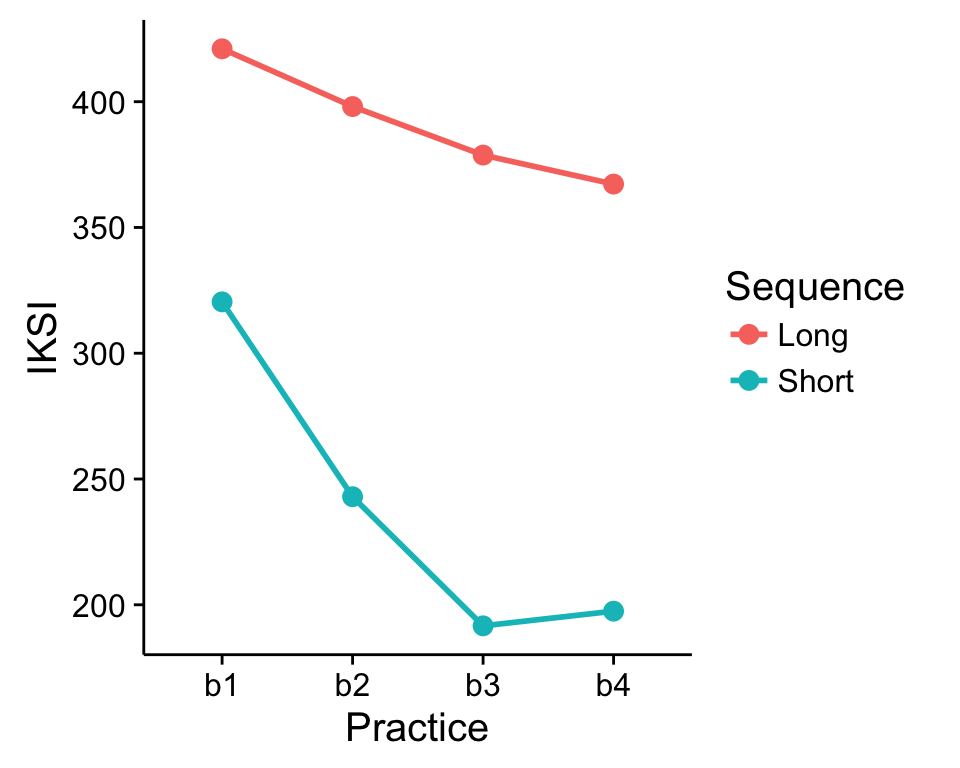 IKSI
400
350
300
250
200
b1 b2 b3 b4
Practice
Sequence
Long
Short